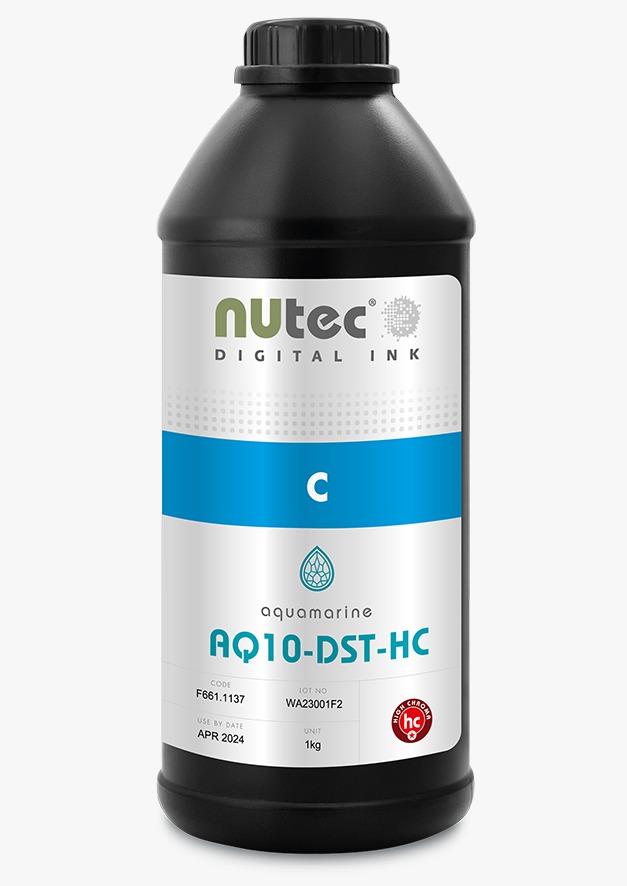 nutec®
DIGITAL INK
C
aquamarine
AQ10-DST-HC
CODE
F661.1137
LOT NO
WA23001F2
USE BY DATE
APR 2024
UNIT
1kg
HIGH CHROMA
hc